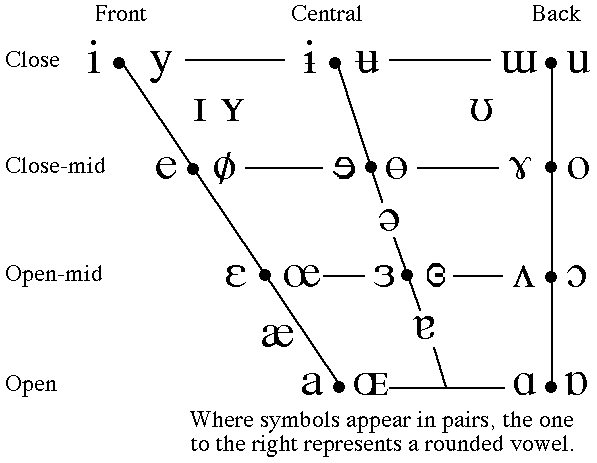 Front Central Back
Close i y ɨ ʉ ɯ u
ɪ ʏ ʊ
Close-mid e ø ɘ ɵ ɤ o
ə
Open-mid ɛ œ ɜ ɞ ʌ ɔ
æ ɐ
Open a ɶ ɑ ɒ
Where symbols appear in pairs, the one
to the right represents a rounded vowel.